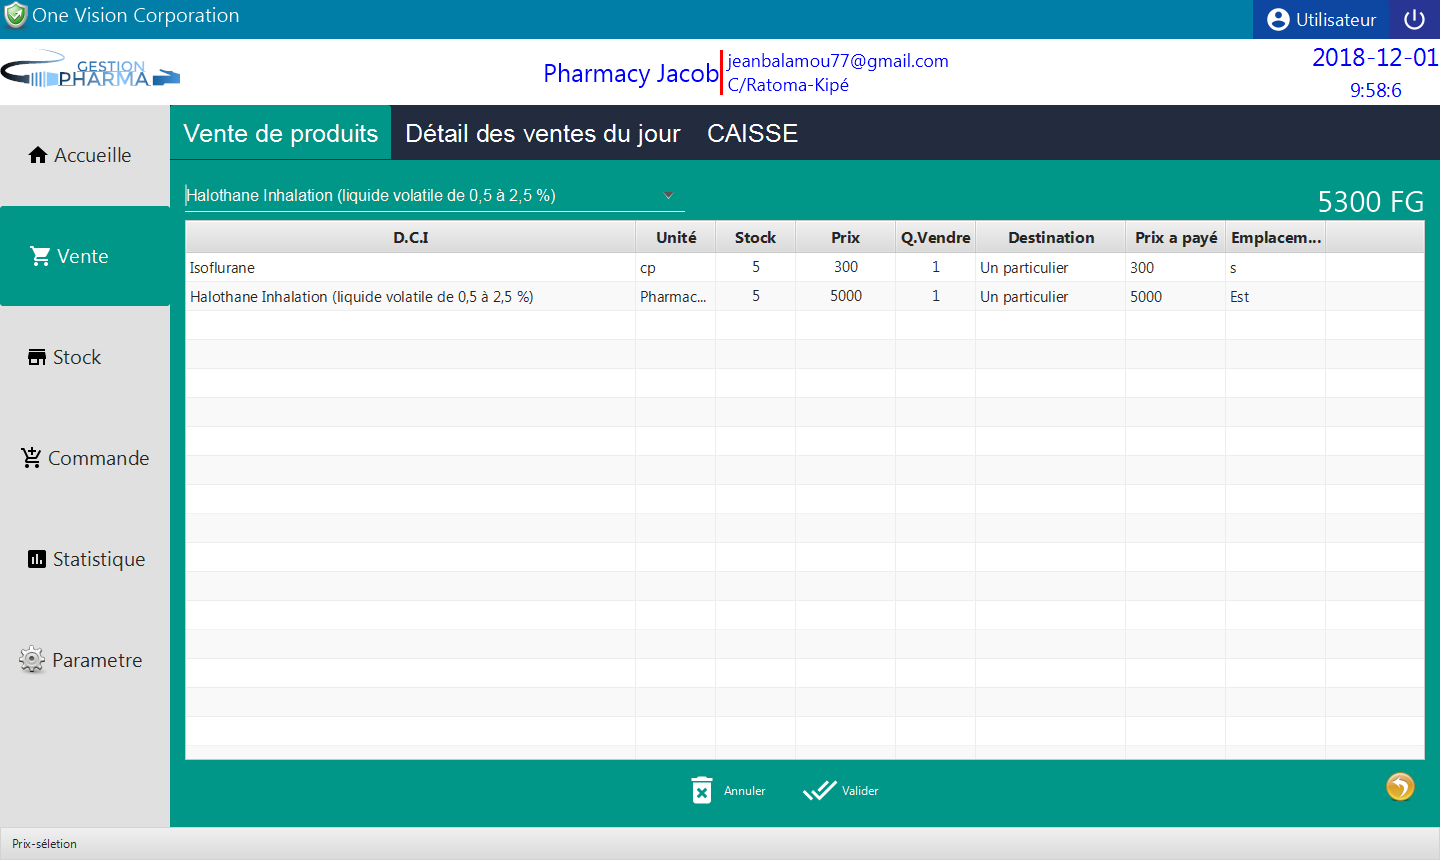 One Vision Corporation
Utilisateur
GESTION
PHARMA
Pharmacy Jacob
jeanbalamou77@gmail.com
C/Ratoma-Kipé
2018-12-01
9:58:6
Accueille
Vente
Stock
Commande
Statistique
Parametre
Vente de produits Détail des ventes du jour CAISSE
Halothane Inhalation (liquide volatile de 0,5 à 2,5 %)
5300 FG
D.C.I Unité Stock Prix Q.Vendre Destination Prix a payé Emplacem...
Isoflurane cp 5 300 1 Un particulier 300 s
Halothane Inhalation (liquide volatile de 0,5 à 2,5 %) Pharmac... 5 5000 1 Un particulier 5000 Est
Annuler Valider
Prix-séletion